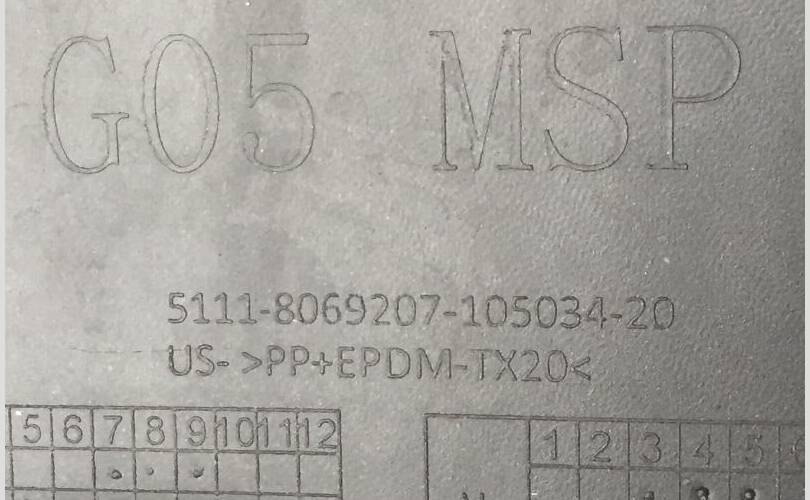 G05 MSP
5111-8069207-105034-20
US- >PP+EPDM-TX20<
5 6 7 8 9 10 11 12
1 2 3 4 5